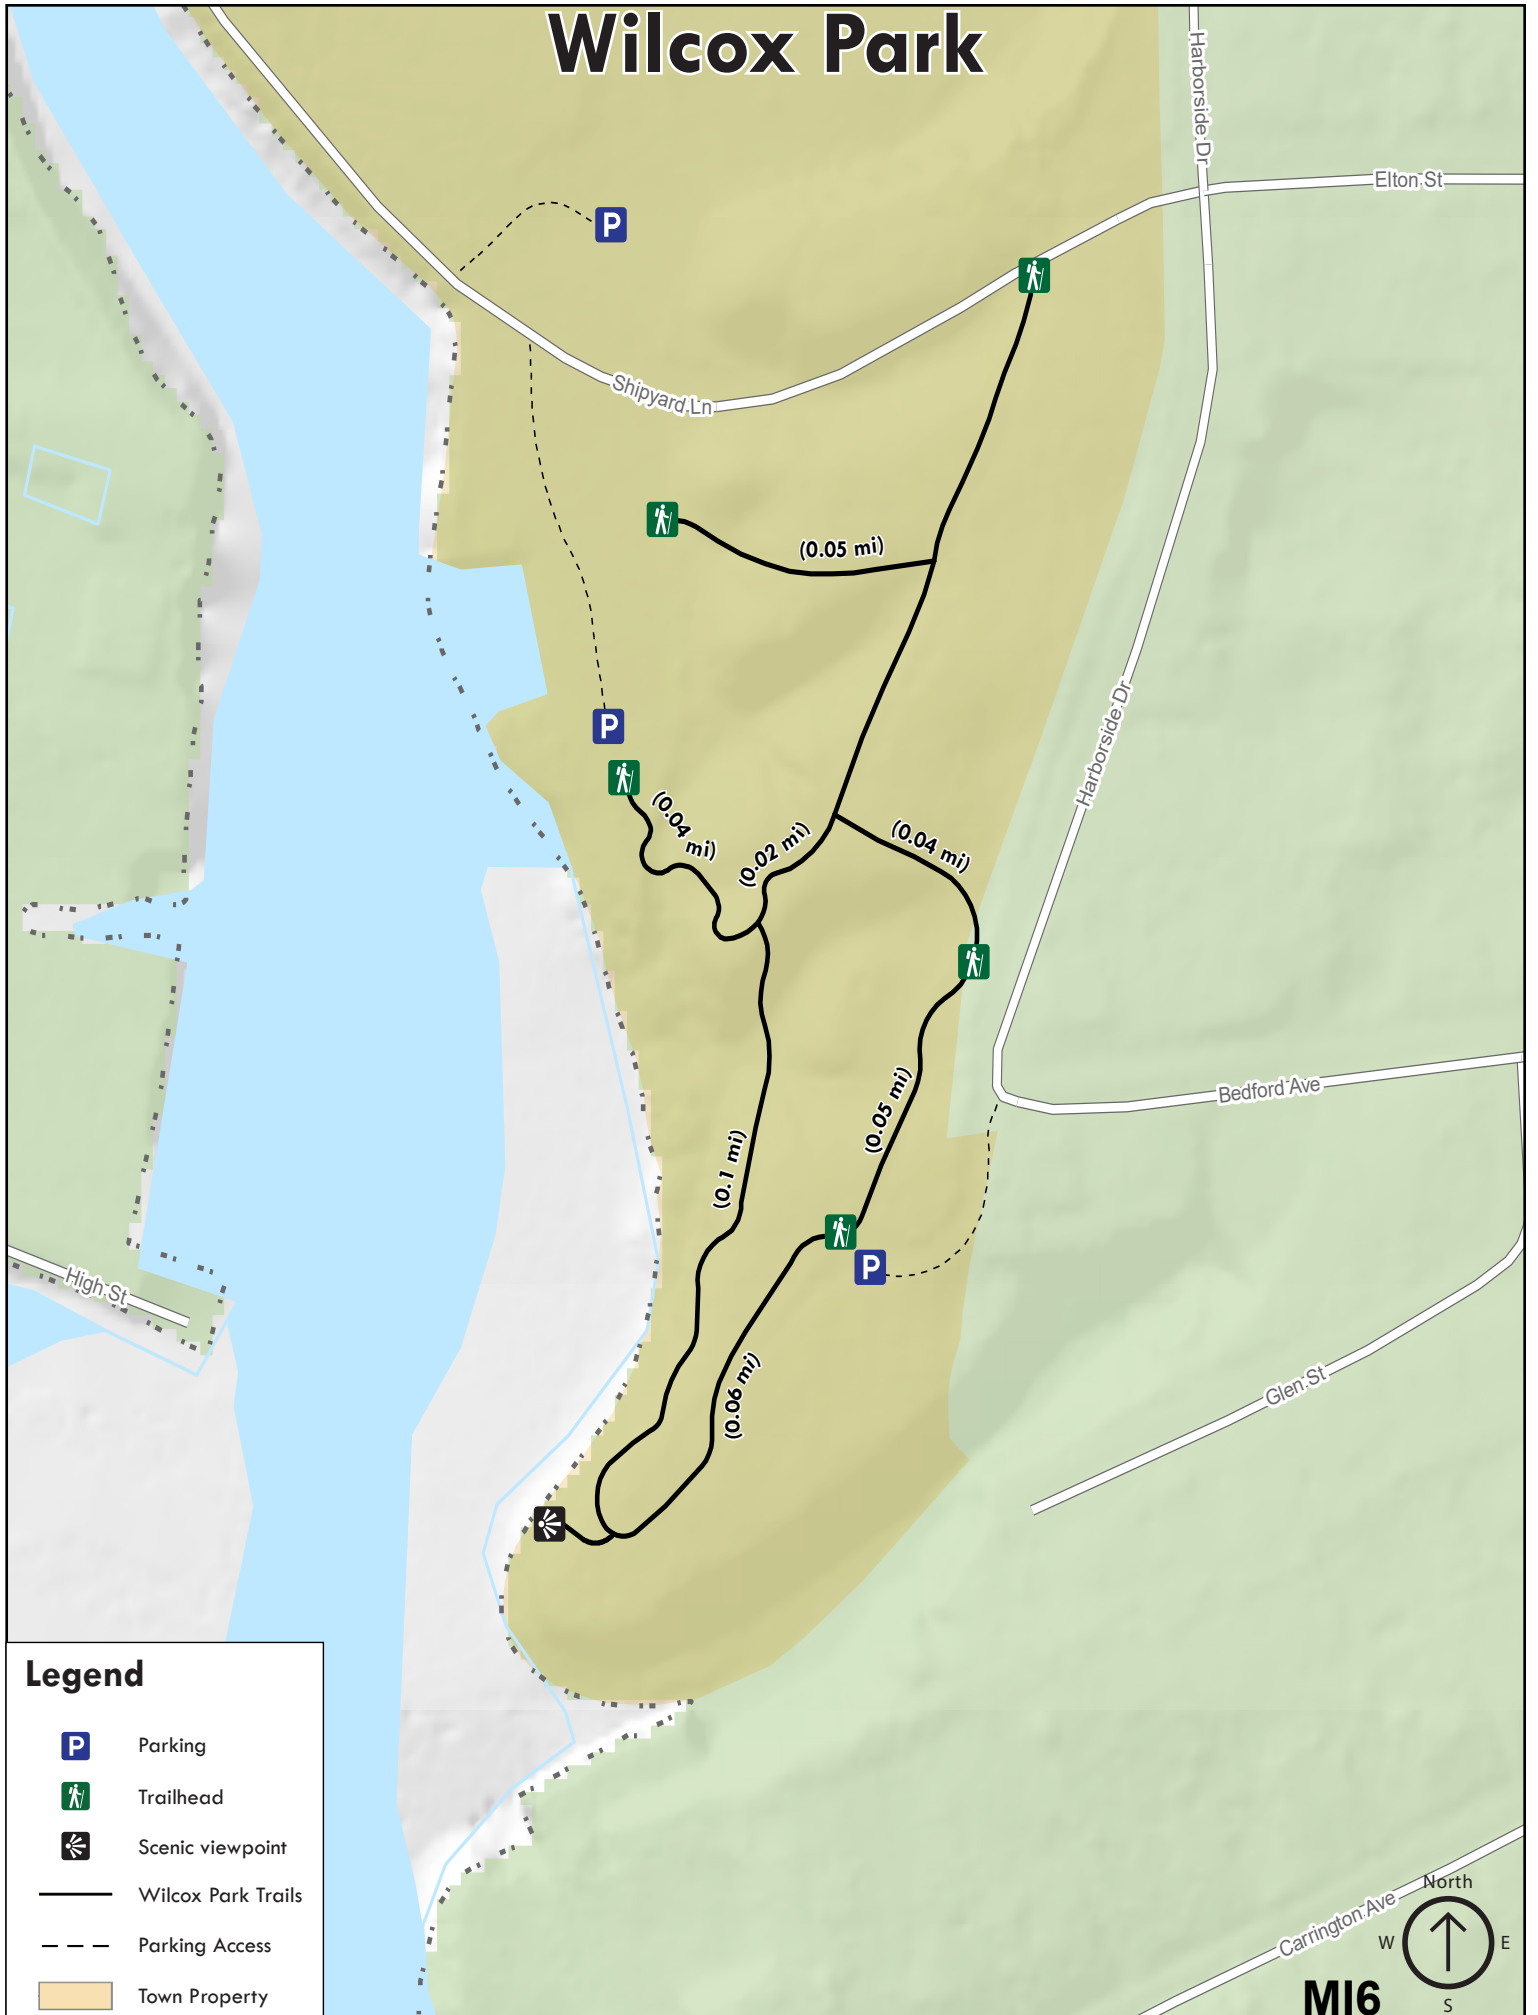 Wilcox Park
Harborside Dr
Elton St
P
Shipyard Ln
(0.05 mi)
Harborside Dr
P
(0.04 mi)
(0.02 mi)
(0.04 mi)
(0.05 mi)
Bedford Ave
(0.1 mi)
P
High St
(0.06 mi)
Glen St
Legend
P Parking
Trailhead
Scenic viewpoint
Wilcox Park Trails
Parking Access
Town Property
Carrington Ave
North
W E
S
MI6